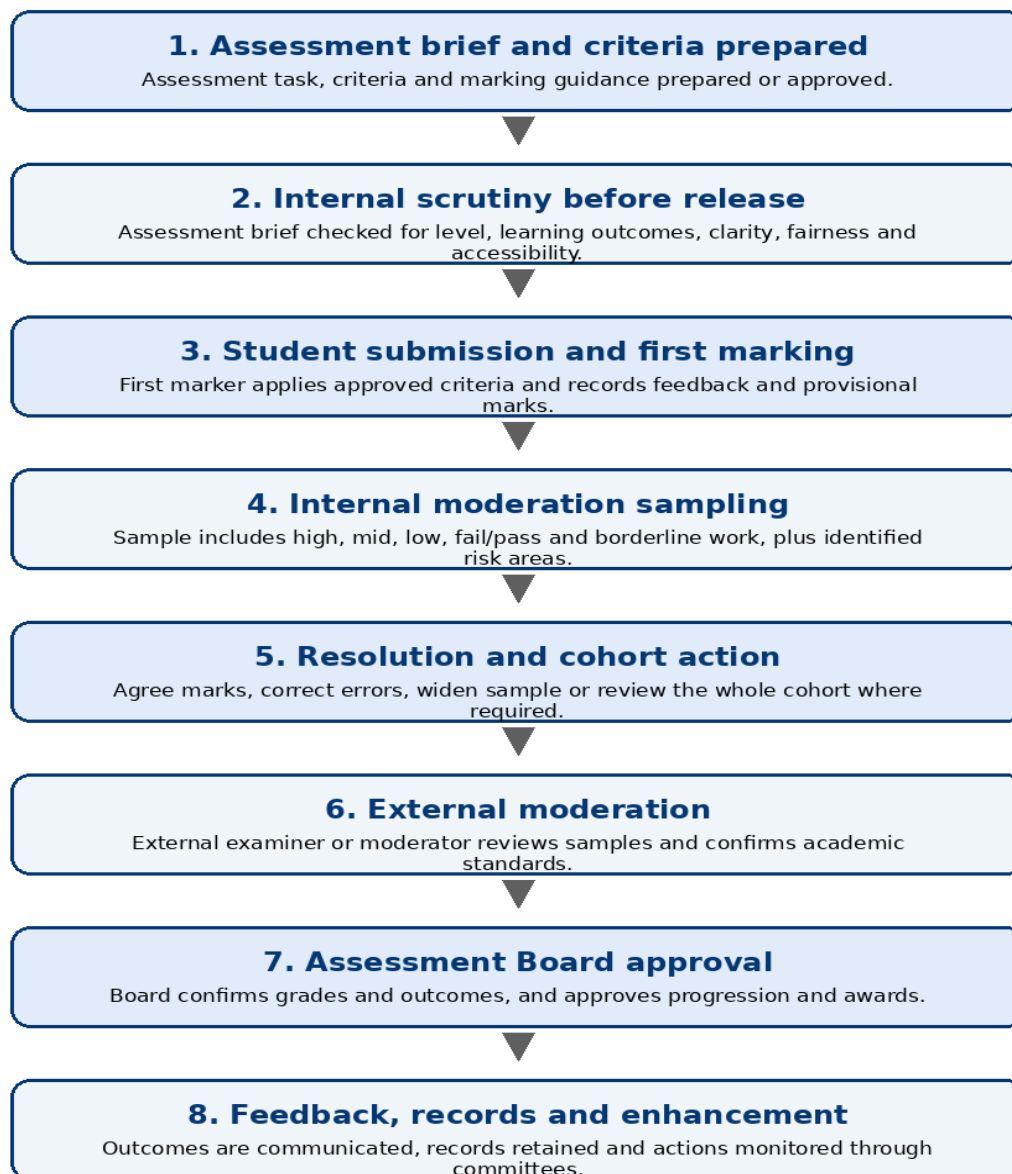 1. Assessment brief and criteria prepared
Assessment task, criteria and marking guidance prepared or approved.
2. Internal scrutiny before release
Assessment brief checked for level, learning outcomes, clarity, fairness and
accessibility.
3. Student submission and first marking
First marker applies approved criteria and records feedback and provisional
marks.
4. Internal moderation sampling
Sample includes high, mid, low, fail/pass and borderline work, plus identified
risk areas.
5. Resolution and cohort action
Agree marks, correct errors, widen sample or review the whole cohort where
required.
6. External moderation
External examiner or moderator reviews samples and confirms academic
standards.
7. Assessment Board approval
Board confirms grades and outcomes, and approves progression and awards.
8. Feedback, records and enhancement
Outcomes are communicated, records retained and actions monitored through
committees.